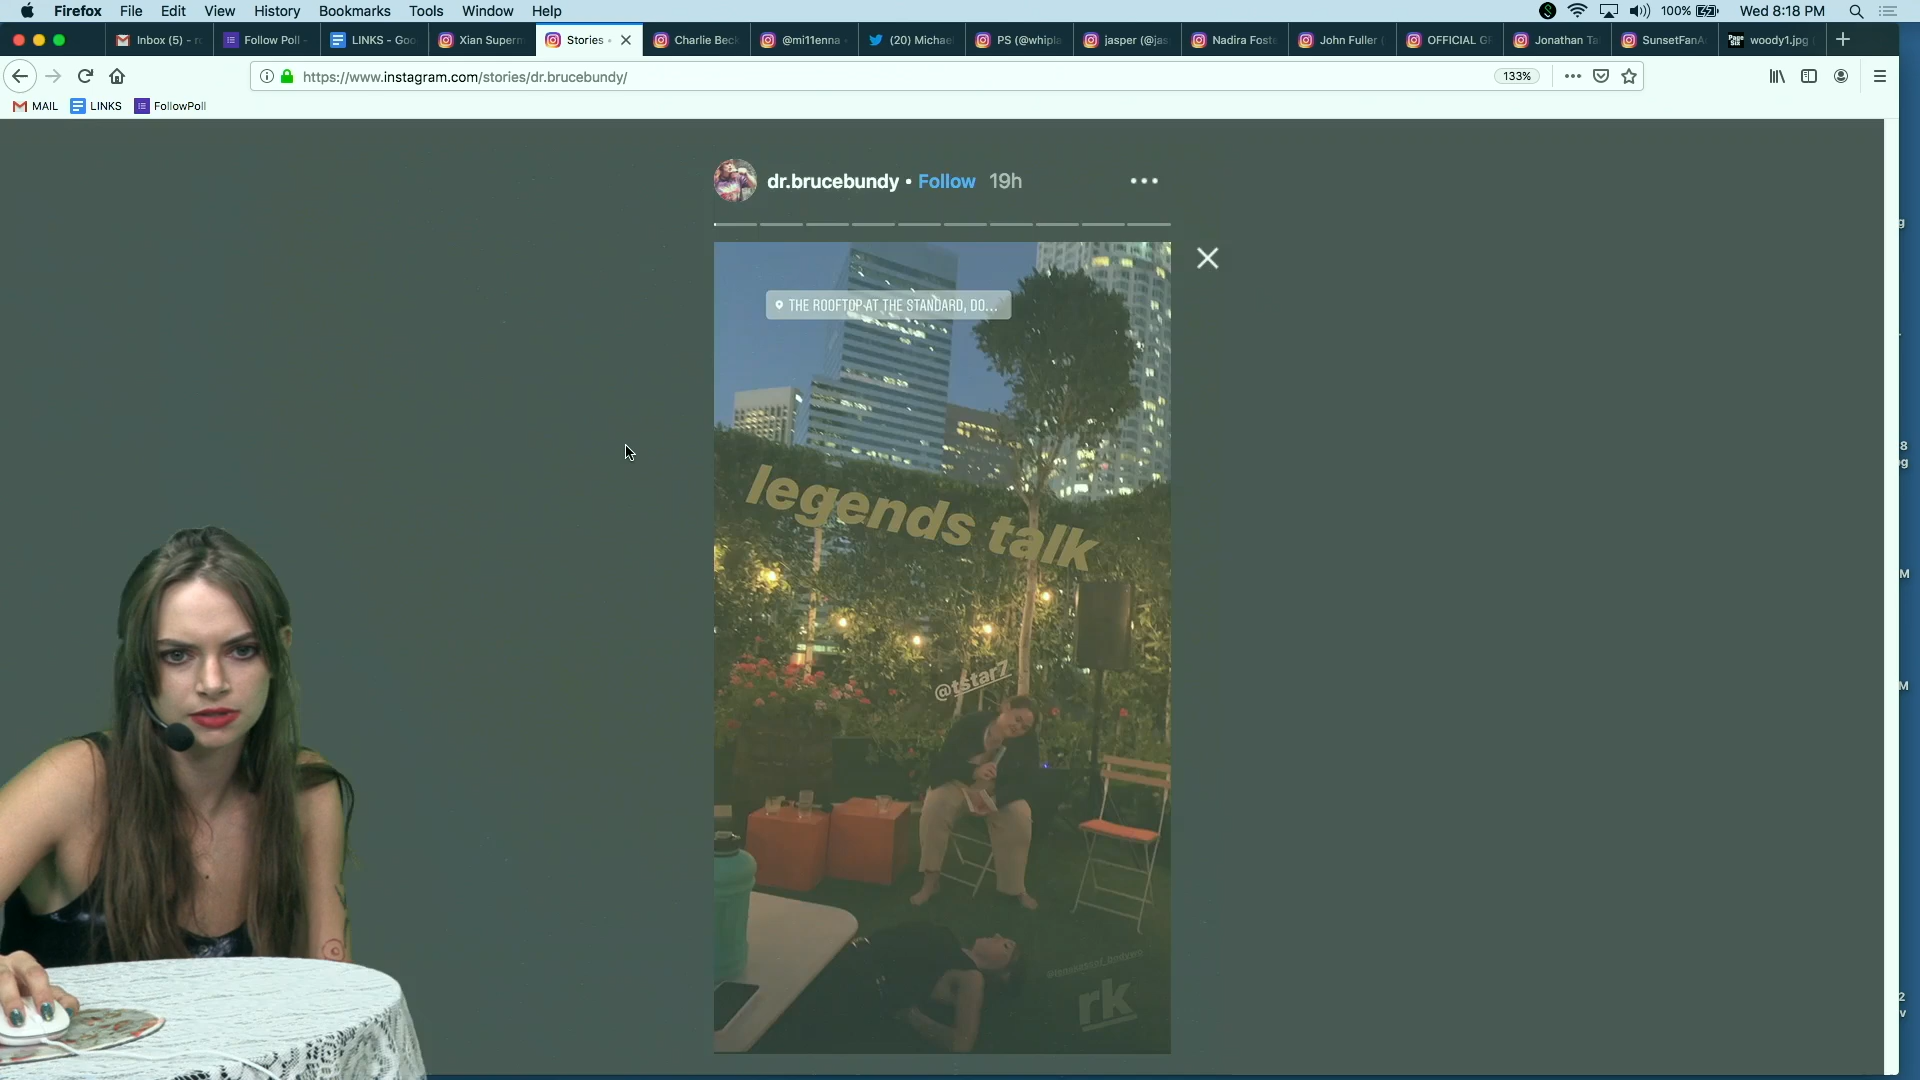 Firefox File Edit View History Bookmarks Tools Window Help 100% Wed 8:18 PM
Inbox (5) - Follow Poll - LINKS - Goo Xian Superm Stories - Charlie Beck @mi11enna (20) Michae PS (@whipla jasper (@jas Nadira Foste John Fuller ( OFFICIAL GR Jonathan Ta SunsetFanA woody1.jpg
https://www.instagram.com/stories/dr.brucebundy/ 133%
MAIL LINKS FollowPoll
dr.brucebundy • Follow 19h
THE ROOFTOP AT THE STANDARD, DO...
legends talk
@tstar7
rk